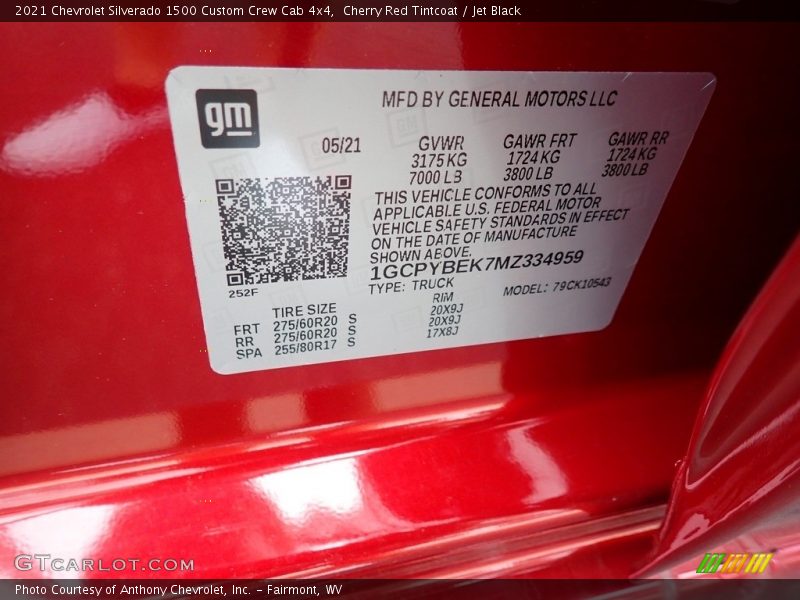 2021 Chevrolet Silverado 1500 Custom Crew Cab 4x4, Cherry Red Tintcoat / Jet Black
gm
MFD BY GENERAL MOTORS LLC
05/21
GVWR GAWR FRT GAWR RR
3175 KG 1724 KG 1724 KG
7000 LB 3800 LB 3800 LB
THIS VEHICLE CONFORMS TO ALL
APPLICABLE U.S. FEDERAL MOTOR
VEHICLE SAFETY STANDARDS IN EFFECT
ON THE DATE OF MANUFACTURE
SHOWN ABOVE.
1GCPYBEK7MZ334959
252F
TYPE: TRUCK MODEL: 79CK10543
TIRE SIZE RIM
FRT 275/60R20 S 20X9J
RR 275/60R20 S 20X9J
SPA 255/80R17 S 17X8J
GTCARLOT.COM
Photo Courtesy of Anthony Chevrolet, Inc. - Fairmont, WV